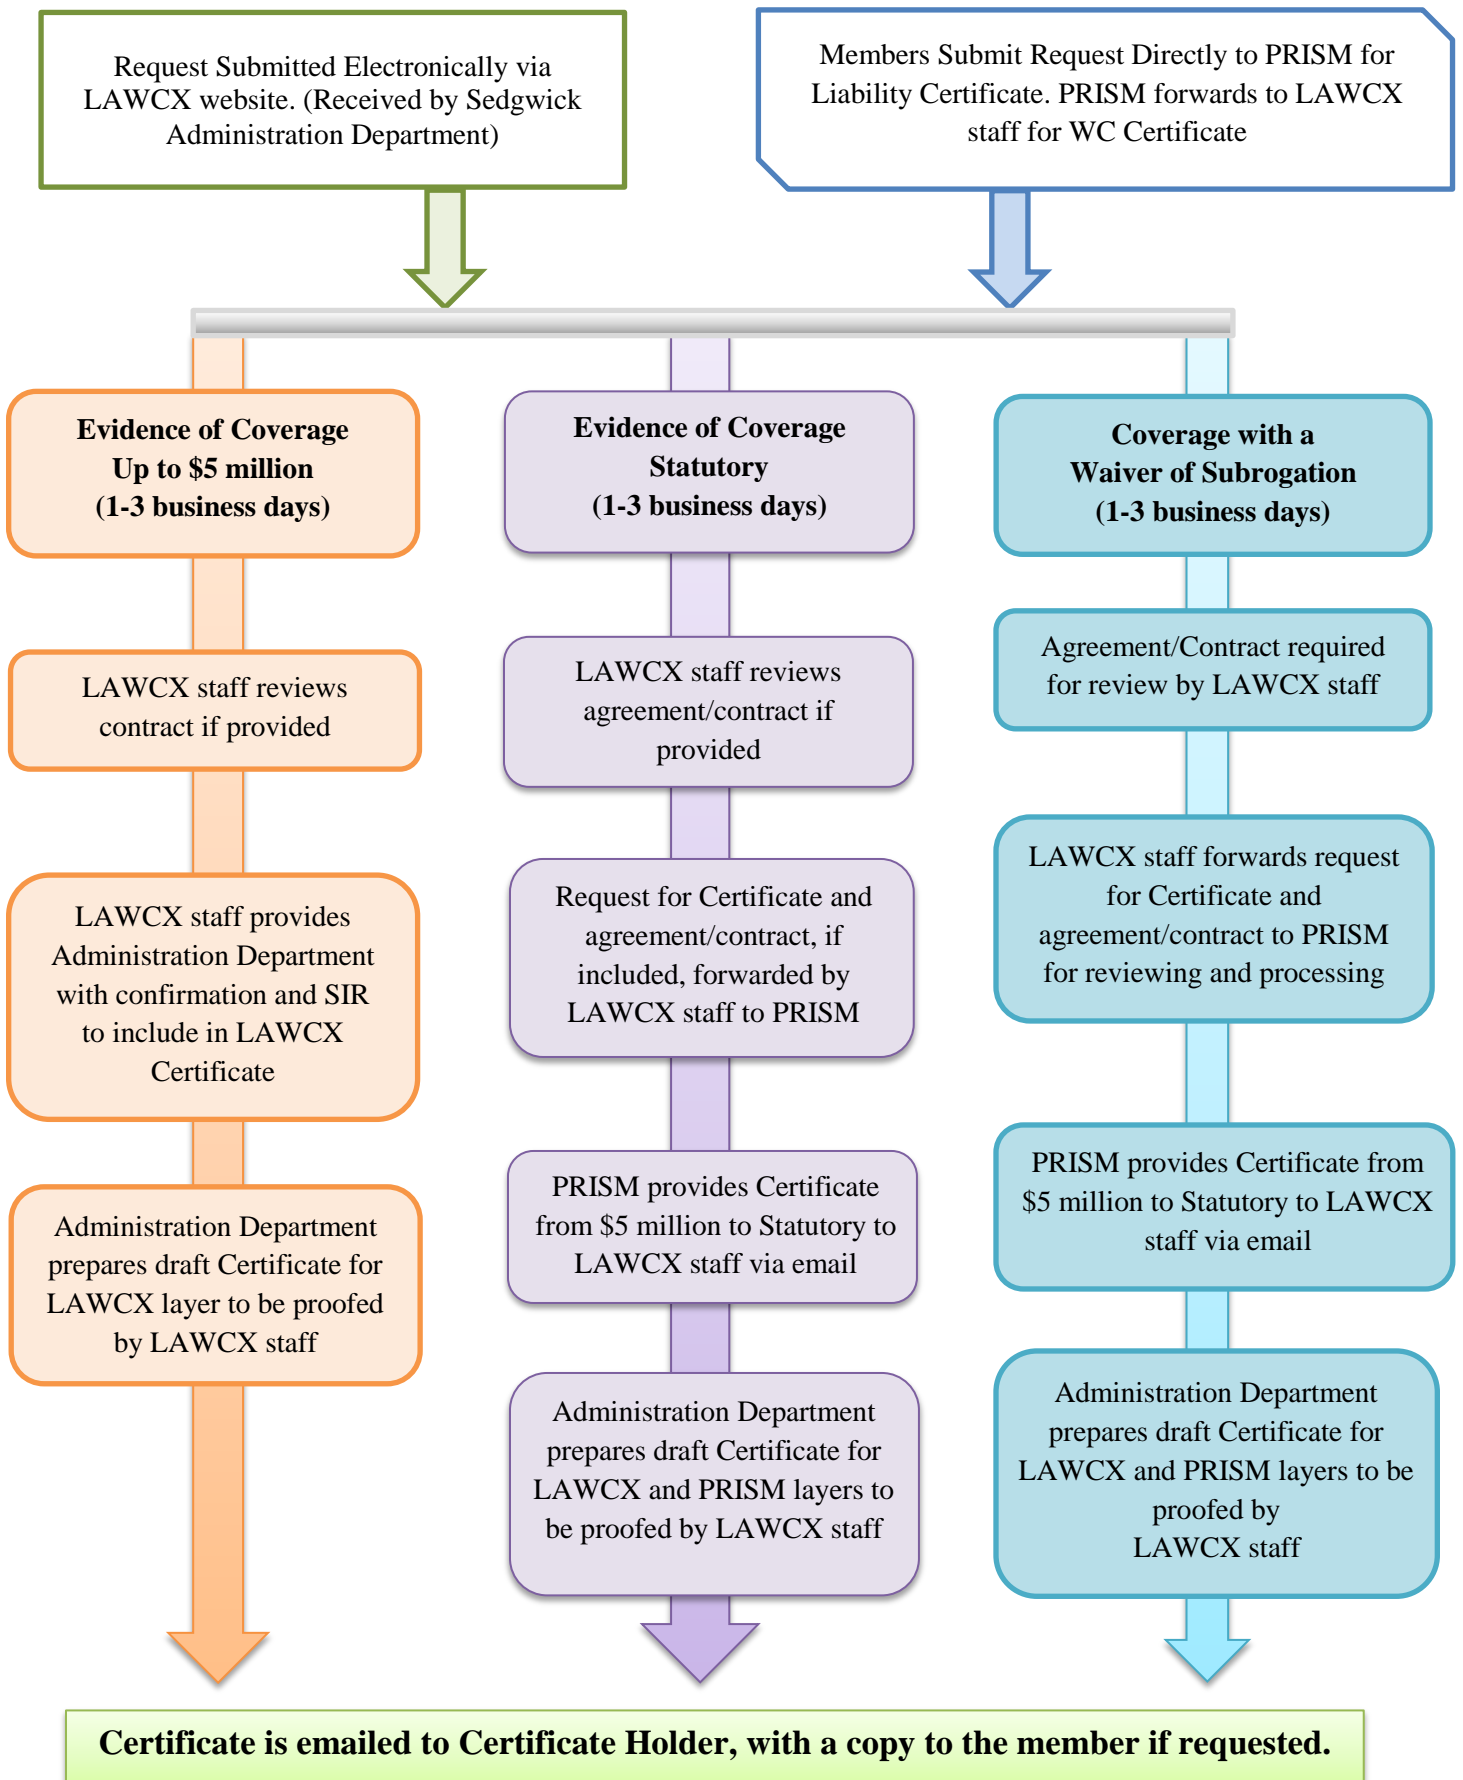 Request Submitted Electronically via
LAWCX website. (Received by Sedgwick
Administration Department)
Members Submit Request Directly to PRISM for
Liability Certificate. PRISM forwards to LAWCX
staff for WC Certificate
Evidence of Coverage
Up to $5 million
(1-3 business days)
LAWCX staff reviews
contract if provided
LAWCX staff provides
Administration Department
with confirmation and SIR
to include in LAWCX
Certificate
Administration Department
prepares draft Certificate for
LAWCX layer to be proofed
by LAWCX staff
Evidence of Coverage
Statutory
(1-3 business days)
LAWCX staff reviews
agreement/contract if
provided
Request for Certificate and
agreement/contract, if
included, forwarded by
LAWCX staff to PRISM
PRISM provides Certificate
from $5 million to Statutory to
LAWCX staff via email
Administration Department
prepares draft Certificate for
LAWCX and PRISM layers to
be proofed by LAWCX staff
Coverage with a
Waiver of Subrogation
(1-3 business days)
Agreement/Contract required
for review by LAWCX staff
LAWCX staff forwards request
for Certificate and
agreement/contract to PRISM
for reviewing and processing
PRISM provides Certificate from
$5 million to Statutory to LAWCX
staff via email
Administration Department
prepares draft Certificate for
LAWCX and PRISM layers to be
proofed by
LAWCX staff
Certificate is emailed to Certificate Holder, with a copy to the member if requested.